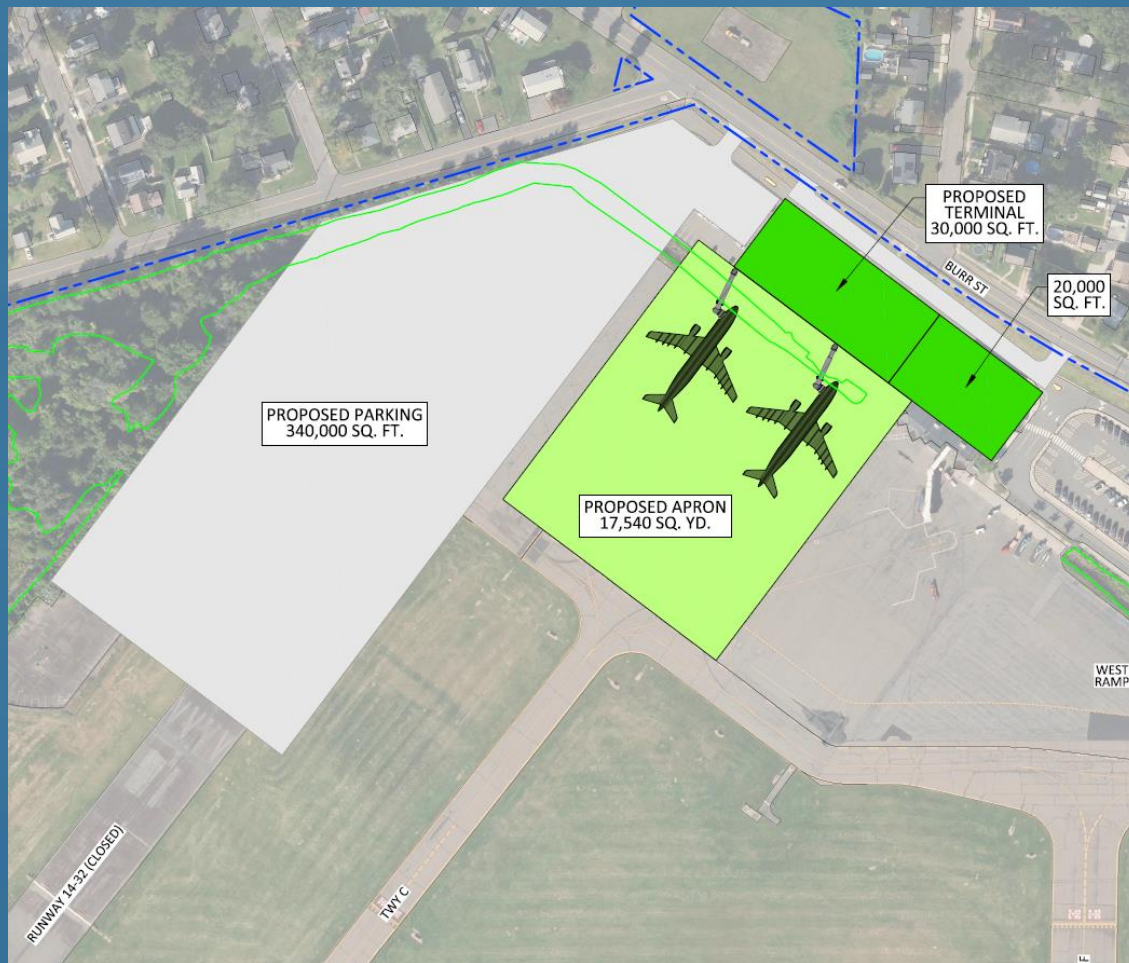 PROPOSED
TERMINAL
30,000 SQ. FT.
BURR ST
20,000
SQ. FT.
PROPOSED PARKING
340,000 SQ. FT.
PROPOSED APRON
17,540 SQ. YD.
WEST
RAMP
RUNWAY 14-32 (CLOSED)
TWY C
F